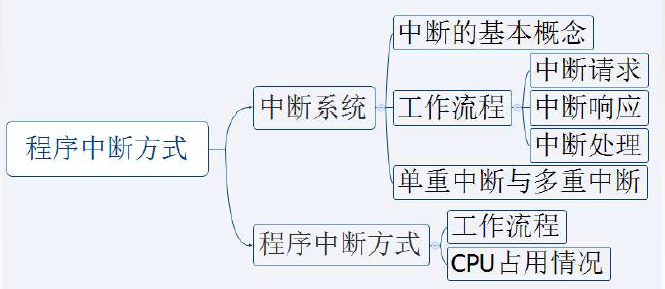 程序中断方式
中断系统
中断的基本概念
工作流程
中断请求
中断响应
中断处理
单重中断与多重中断
程序中断方式
工作流程
CPU占用情况